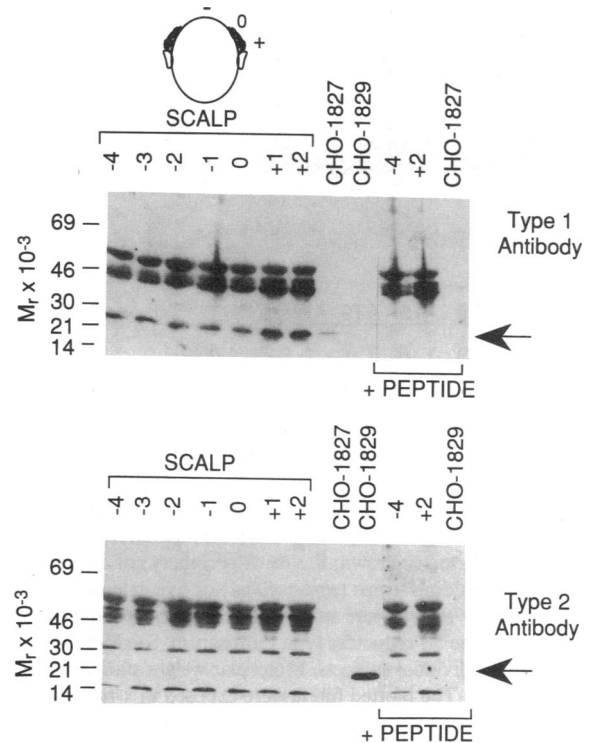 - 0 +
SCALP
-4 -3 -2 -1 0 +1 +2 CHO-1827 CHO-1829 -4 +2 CHO-1827
Mr x 10-3
69
46
30
21
14
Type 1
Antibody
+ PEPTIDE
SCALP
-4 -3 -2 -1 0 +1 +2 CHO-1827 CHO-1829 -4 +2 CHO-1829
Mr x 10-3
69
46
30
21
14
Type 2
Antibody
+ PEPTIDE